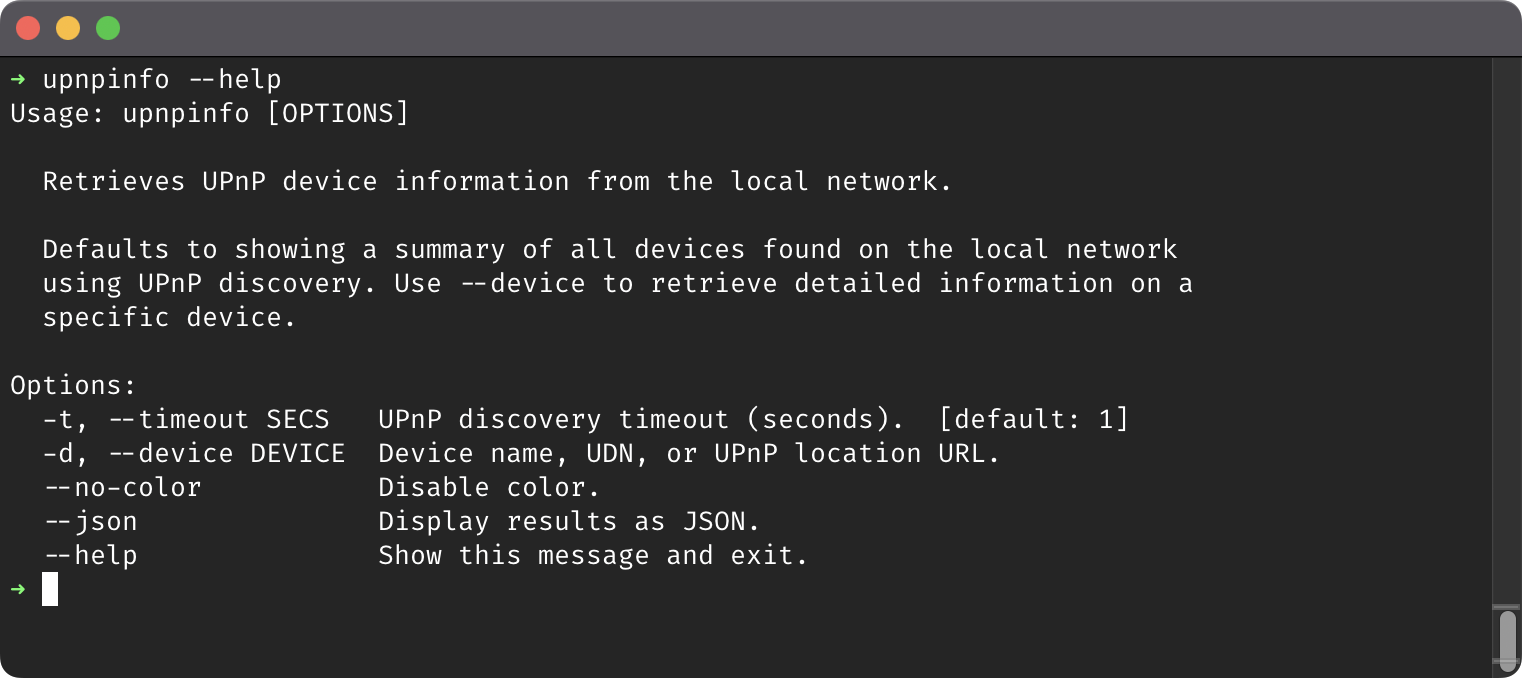 ➜ upnpinfo --help
Usage: upnpinfo [OPTIONS]

  Retrieves UPnP device information from the local network.

  Defaults to showing a summary of all devices found on the local network
  using UPnP discovery. Use --device to retrieve detailed information on a
  specific device.

Options:
  -t, --timeout SECS   UPnP discovery timeout (seconds).  [default: 1]
  -d, --device DEVICE  Device name, UDN, or UPnP location URL.
  --no-color           Disable color.
  --json               Display results as JSON.
  --help               Show this message and exit.
➜